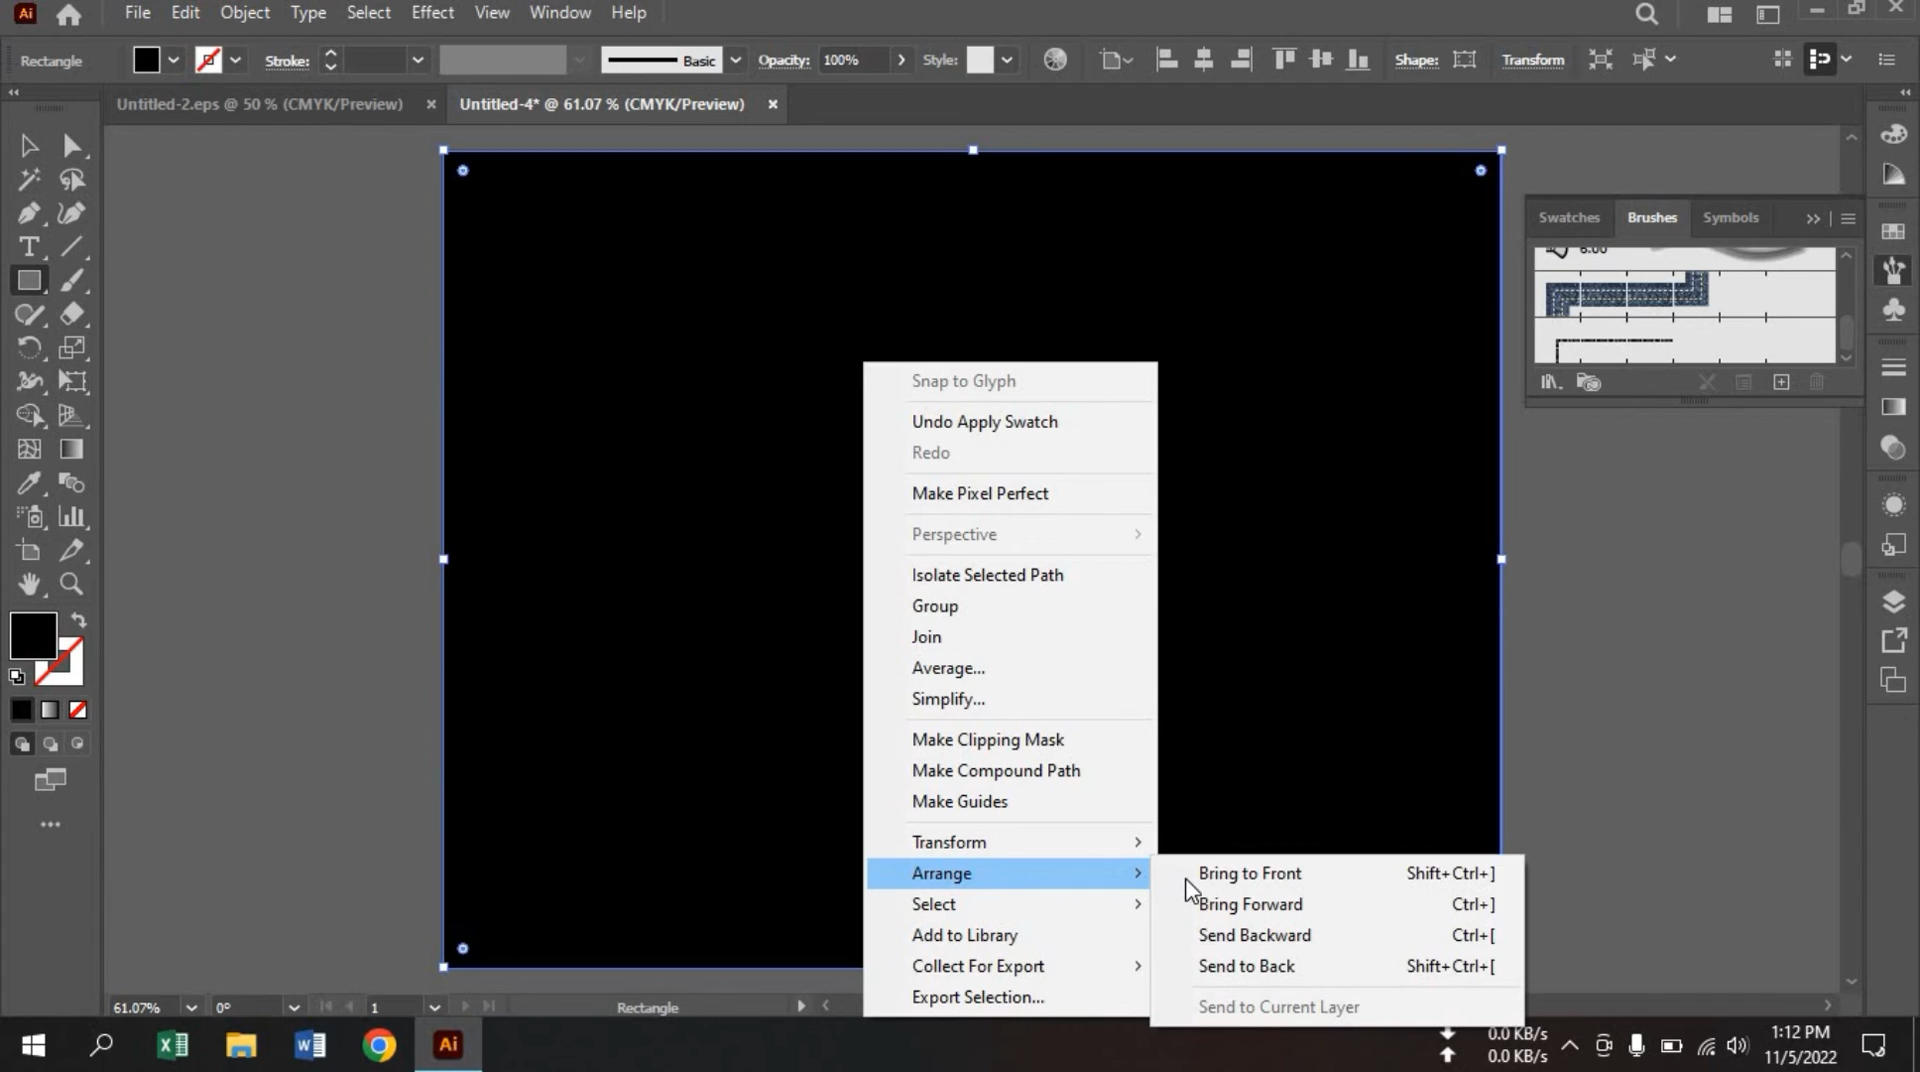 Ai File Edit Object Type Select Effect View Window Help
Rectangle Stroke: Basic Opacity: 100% Style: Shape: Transform
Untitled-2.eps @ 50 % (CMYK/Preview) × Untitled-4* @ 61.07 % (CMYK/Preview) ×
Swatches Brushes Symbols
6.00
Snap to Glyph
Undo Apply Swatch
Redo
Make Pixel Perfect
Perspective
Isolate Selected Path
Group
Join
Average...
Simplify...
Make Clipping Mask
Make Compound Path
Make Guides
Transform
Arrange
Select
Add to Library
Collect For Export
Export Selection...
Bring to Front Shift+Ctrl+]
Bring Forward Ctrl+]
Send Backward Ctrl+[
Send to Back Shift+Ctrl+[
Send to Current Layer
61.07% 0° 1 Rectangle
Ai
0.0 KB/s
0.0 KB/s
1:12 PM
11/5/2022